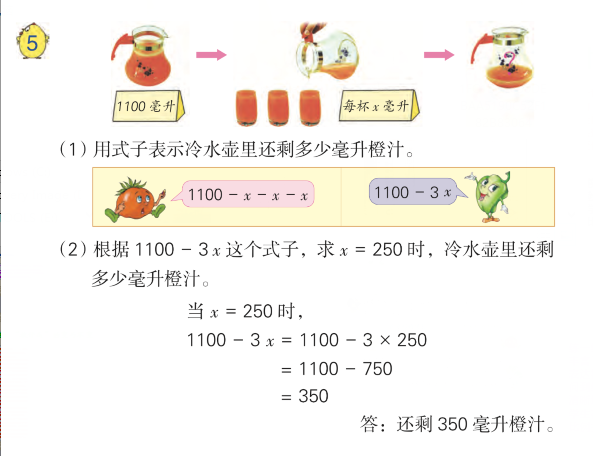 5
1100 毫升
每杯 x 毫升
?
(1) 用式子表示冷水壶里还剩多少毫升橙汁。
1100 − x − x − x
1100 − 3 x
(2) 根据 1100 − 3 x 这个式子，求 x = 250 时，冷水壶里还剩
多少毫升橙汁。
当 x = 250 时，
1100 − 3 x = 1100 − 3 × 250
= 1100 − 750
= 350
答：还剩 350 毫升橙汁。